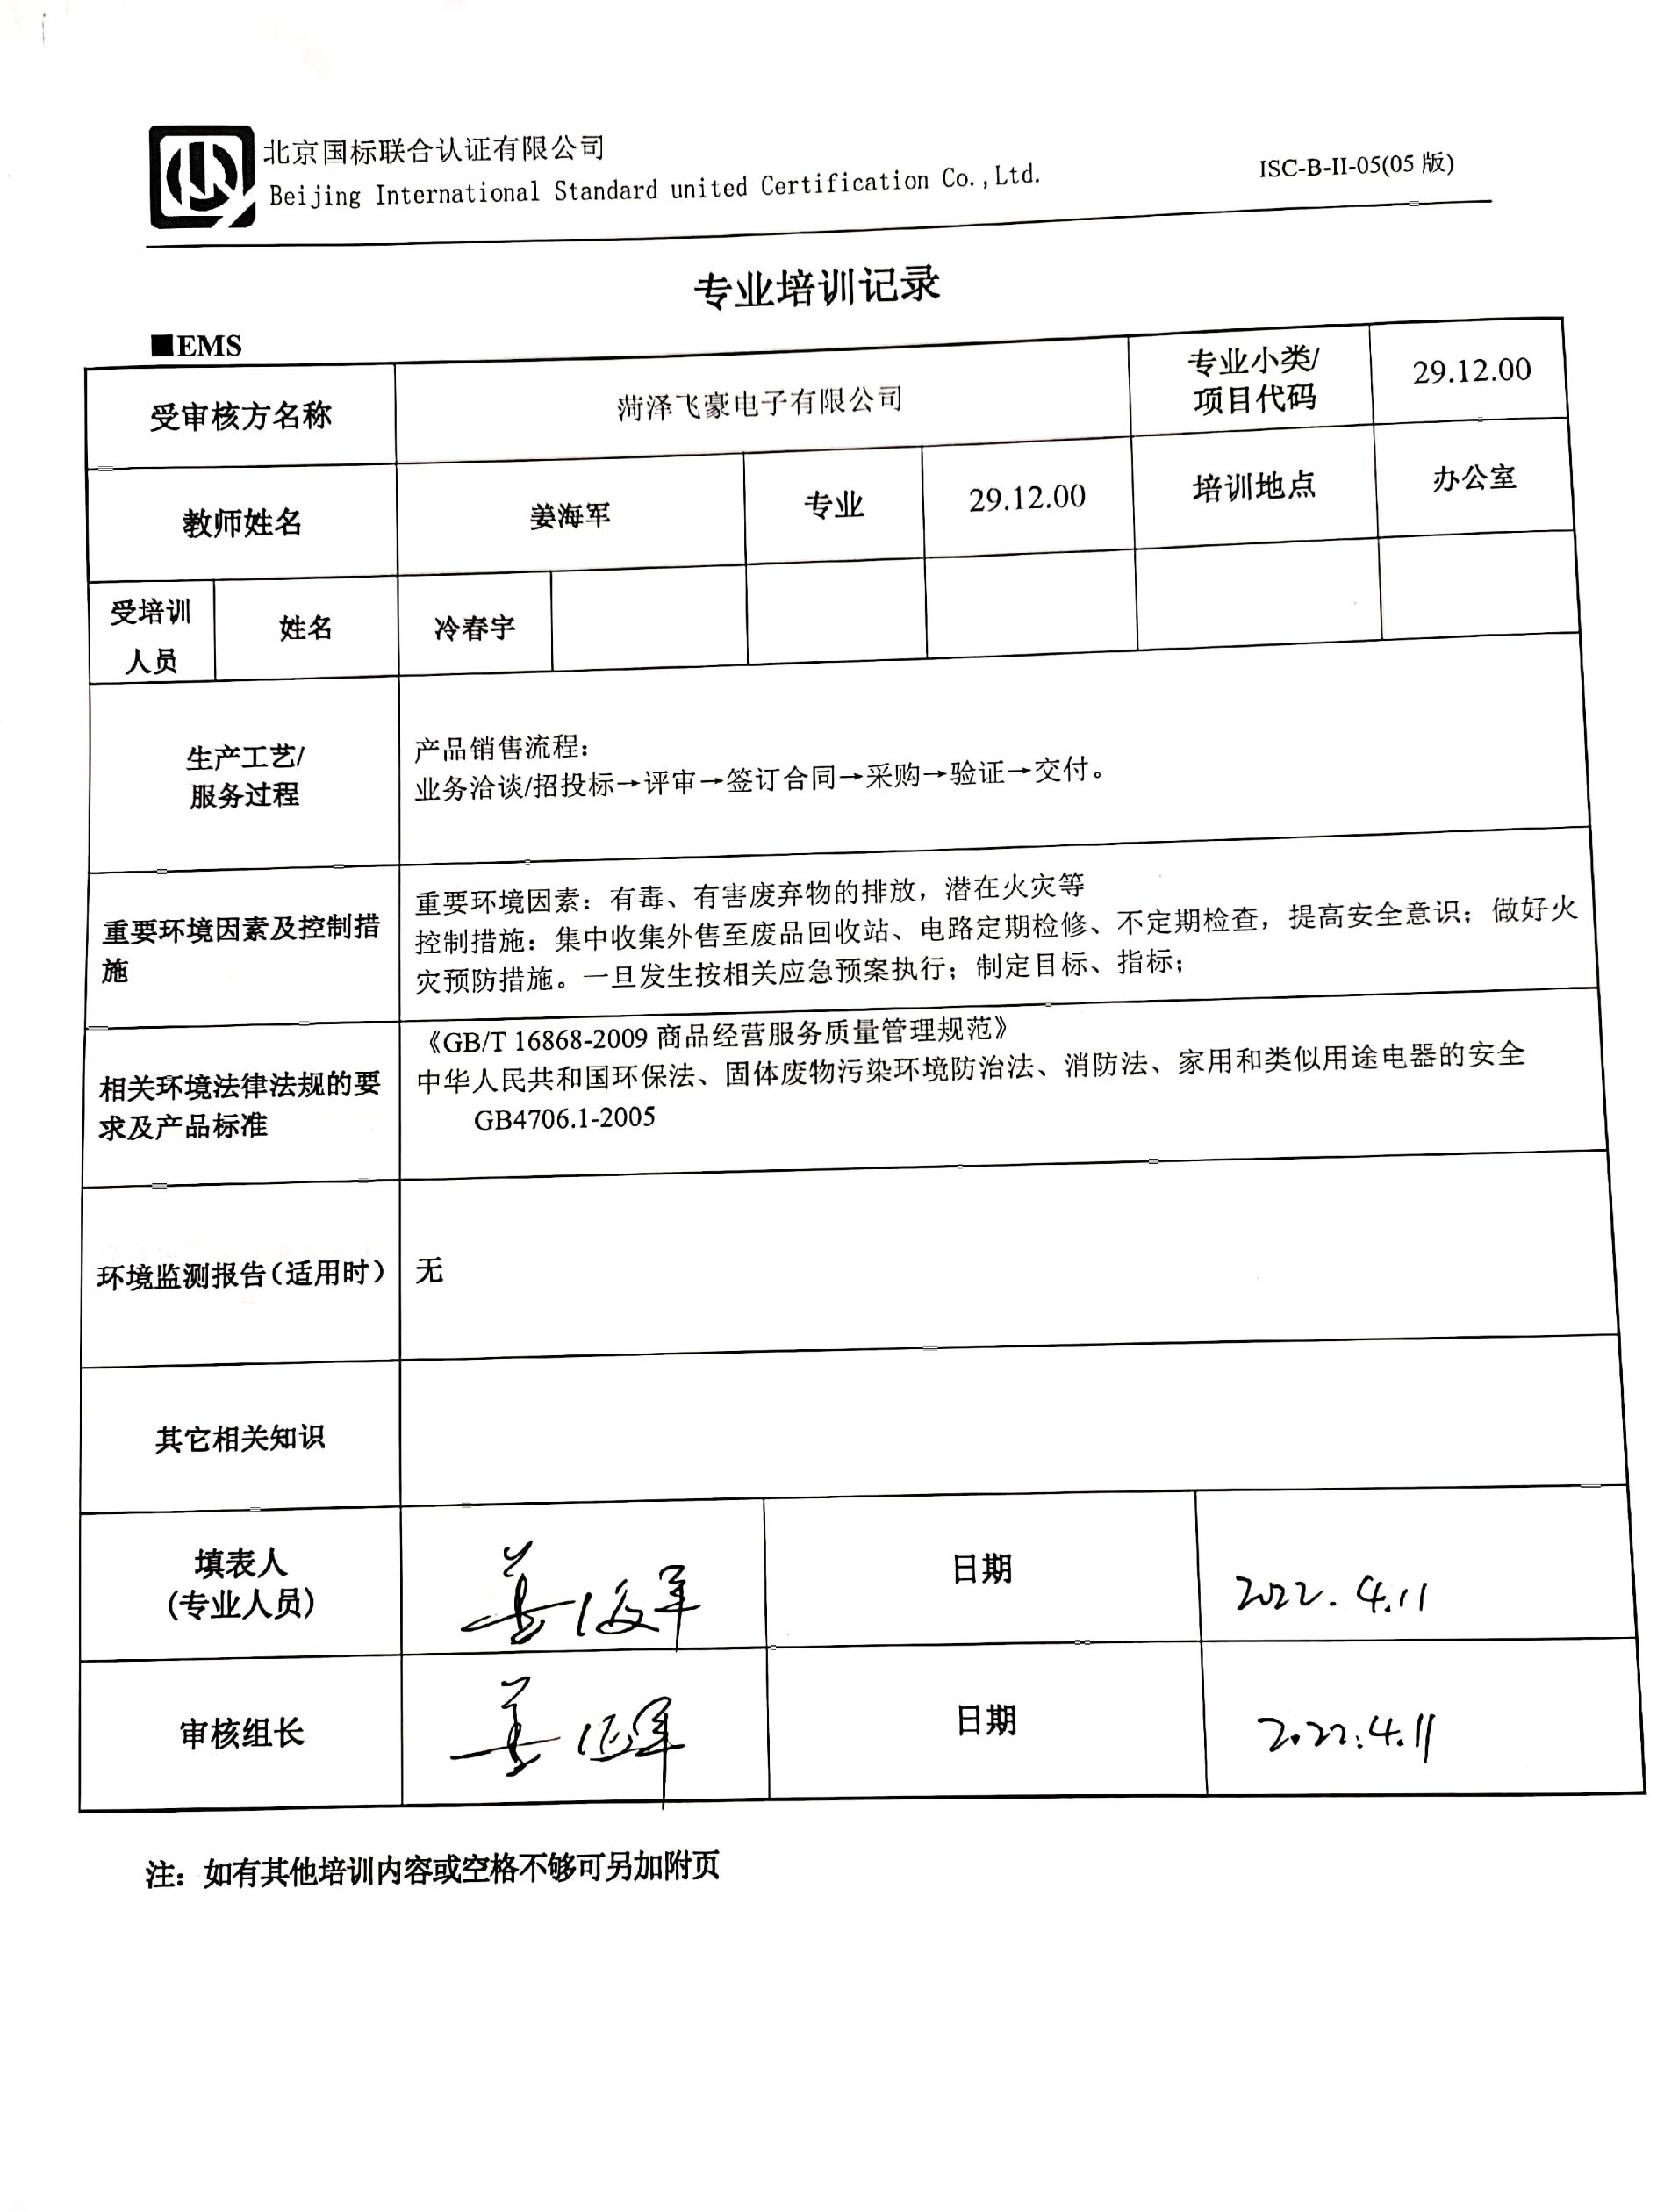 北京国标联合认证有限公司
Beijing International Standard united Certification Co.,Ltd.
ISC-B-II-05(05 版)
专业培训记录
■EMS
受审核方名称
菏泽飞豪电子有限公司
专业小类/
项目代码
29.12.00
教师姓名
姜海军
专业
29.12.00
培训地点
办公室
受培训
人员
姓名
冷春宇
生产工艺/
服务过程
产品销售流程：
业务洽谈/招投标→评审→签订合同→采购→验证→交付。
重要环境因素及控制措
施
重要环境因素：有毒、有害废弃物的排放，潜在火灾等
控制措施：集中收集外售至废品回收站、电路定期检修、不定期检查，提高安全意识；做好火
灾预防措施。一旦发生按相关应急预案执行；制定目标、指标；
相关环境法律法规的要
求及产品标准
《GB/T 16868-2009 商品经营服务质量管理规范》
中华人民共和国环保法、固体废物污染环境防治法、消防法、家用和类似用途电器的安全
GB4706.1-2005
环境监测报告（适用时）
无
其它相关知识
填表人
(专业人员)
姜海军
日期
2022.4.11
审核组长
姜海军
日期
2022.4.11
注：如有其他培训内容或空格不够可另加附页